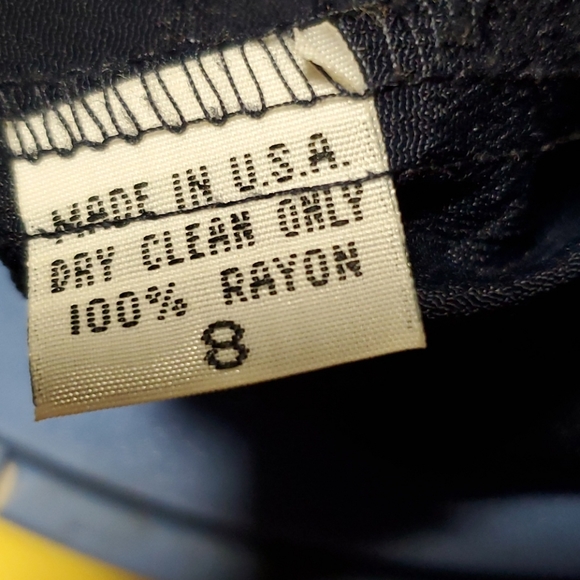 MADE IN U.S.A.
DRY CLEAN ONLY
100% RAYON
8